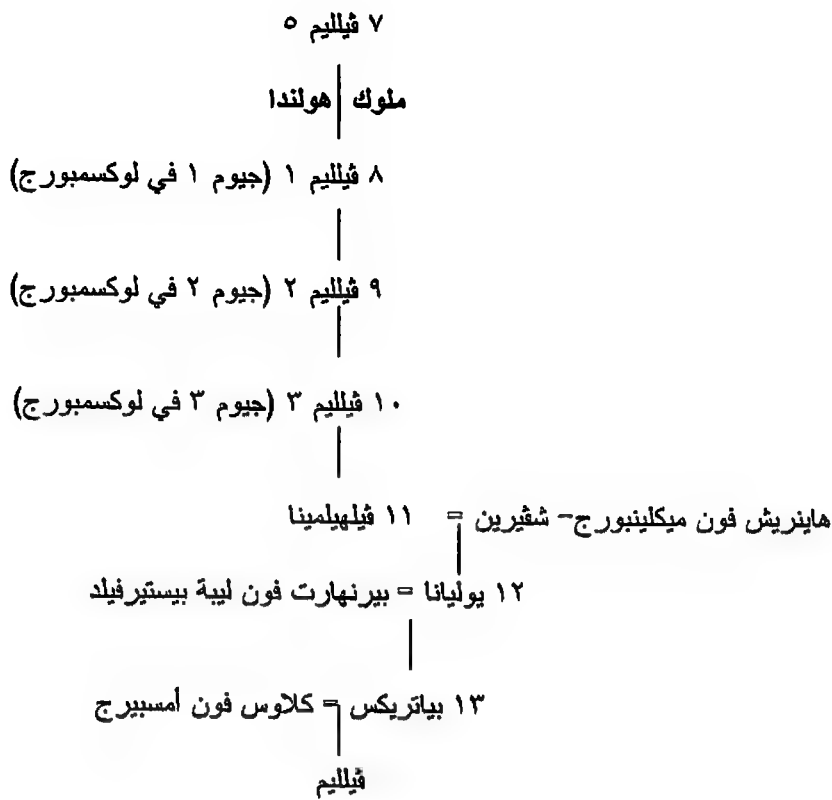 ٧ ڤيلليم ٥
ملوك هولندا
٨ ڤيلليم ١ (جيوم ١ في لوكسمبورج)
٩ ڤيلليم ٢ (جيوم ٢ في لوكسمبورج)
١٠ ڤيلليم ٣ (جيوم ٣ في لوكسمبورج)
هاينريش فون ميكلينبورج- شڤيرين = ١١ ڤيلهيلمينا
١٢ يوليانا = بيرنهارت فون ليبة بيستيرفيلد
١٣ بياتريكس = كلاوس فون أمسبيرج
ڤيلليم